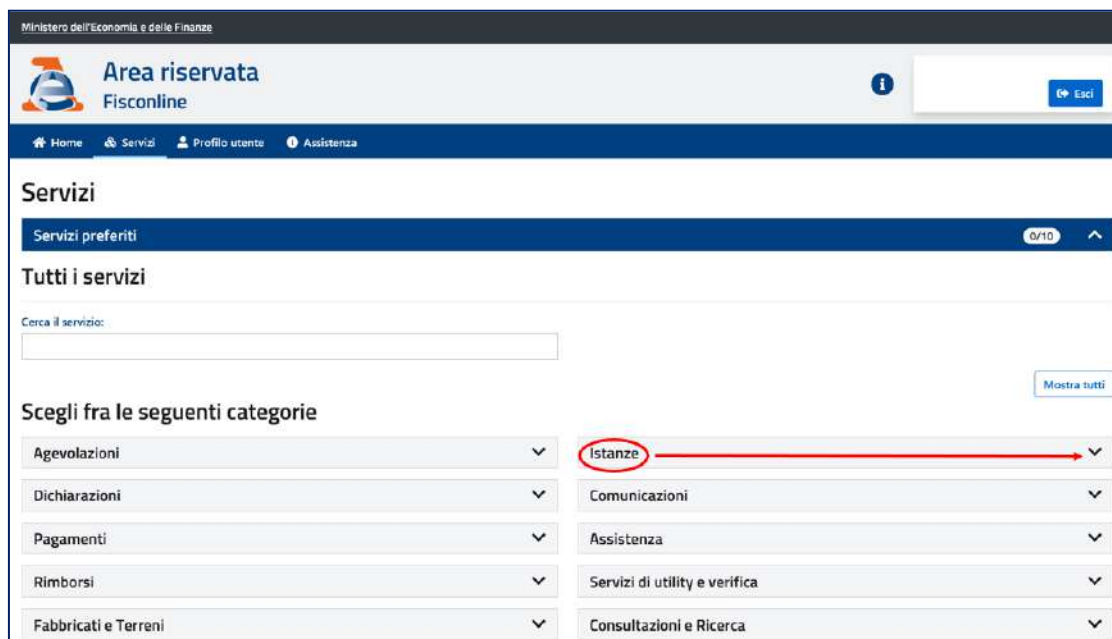 Ministero dell'Economia e delle Finanze
Area riservata
Fisconline
Esci
Home Servizi Profilo utente Assistenza
Servizi
Servizi preferiti 0/10
Tutti i servizi
Cerca il servizio:
Mostra tutti
Scegli fra le seguenti categorie
Agevolazioni Istanze
Dichiarazioni Comunicazioni
Pagamenti Assistenza
Rimborsi Servizi di utility e verifica
Fabbricati e Terreni Consultazioni e Ricerca